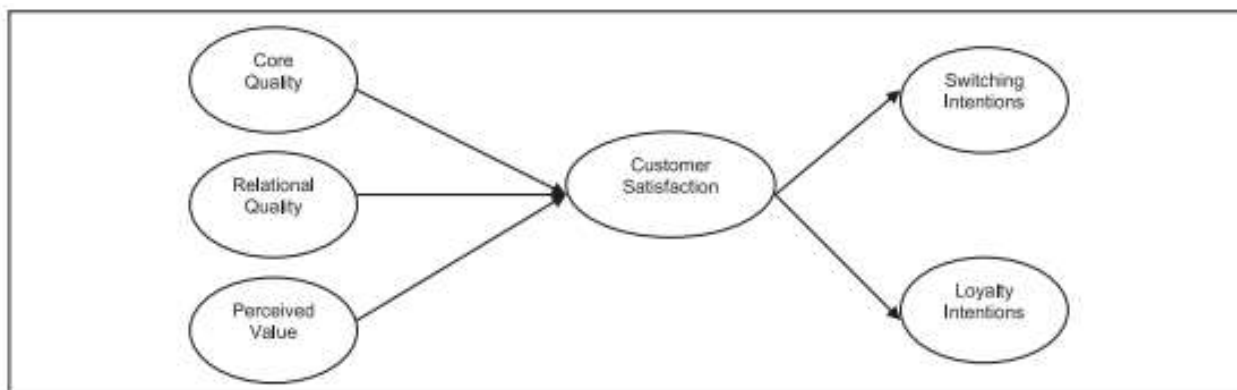 Core
Quality
Relational
Quality
Perceived
Value
Customer
Satisfaction
Switching
Intentions
Loyalty
Intentions